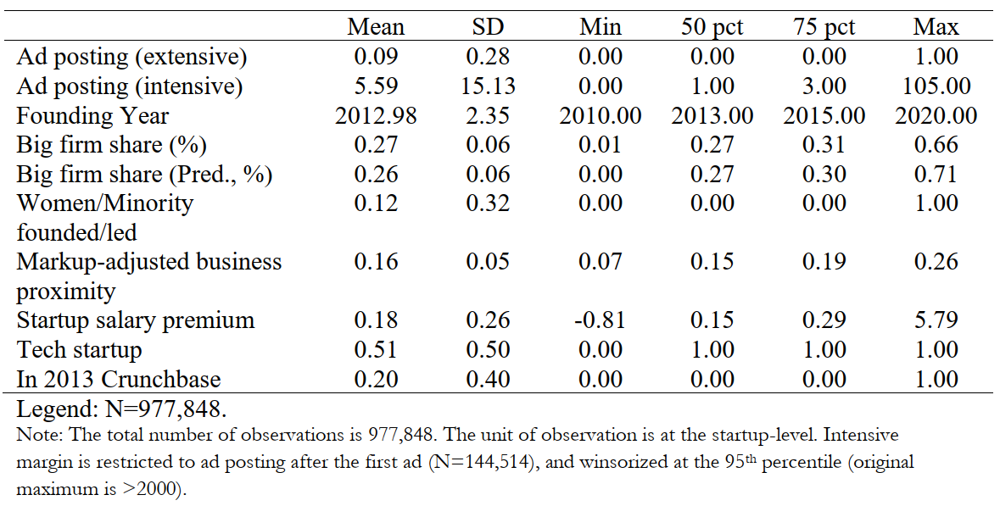 Mean SD Min 50 pct 75 pct Max
Ad posting (extensive) 0.09 0.28 0.00 0.00 0.00 1.00
Ad posting (intensive) 5.59 15.13 0.00 1.00 3.00 105.00
Founding Year 2012.98 2.35 2010.00 2013.00 2015.00 2020.00
Big firm share (%) 0.27 0.06 0.01 0.27 0.31 0.66
Big firm share (Pred., %) 0.26 0.06 0.00 0.27 0.30 0.71
Women/Minority 0.12 0.32 0.00 0.00 0.00 1.00
founded/led
Markup-adjusted business 0.16 0.05 0.07 0.15 0.19 0.26
proximity
Startup salary premium 0.18 0.26 -0.81 0.15 0.29 5.79
Tech startup 0.51 0.50 0.00 1.00 1.00 1.00
In 2013 Crunchbase 0.20 0.40 0.00 0.00 0.00 1.00
Legend: N=977,848.
Note: The total number of observations is 977,848. The unit of observation is at the startup-level. Intensive
margin is restricted to ad posting after the first ad (N=144,514), and winsorized at the 95th percentile (original
maximum is >2000).